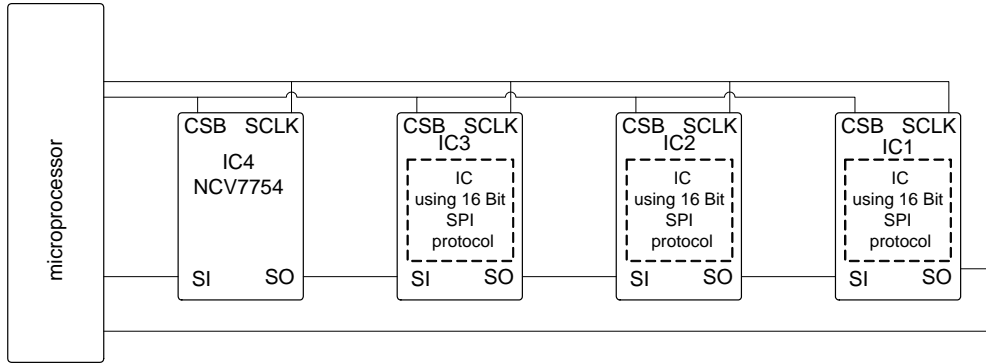 microprocessor
CSB SCLK
IC4
NCV7754
SI SO
CSB SCLK
IC3
IC
using 16 Bit
SPI
protocol
SI SO
CSB SCLK
IC2
IC
using 16 Bit
SPI
protocol
SI SO
CSB SCLK
IC1
IC
using 16 Bit
SPI
protocol
SI SO